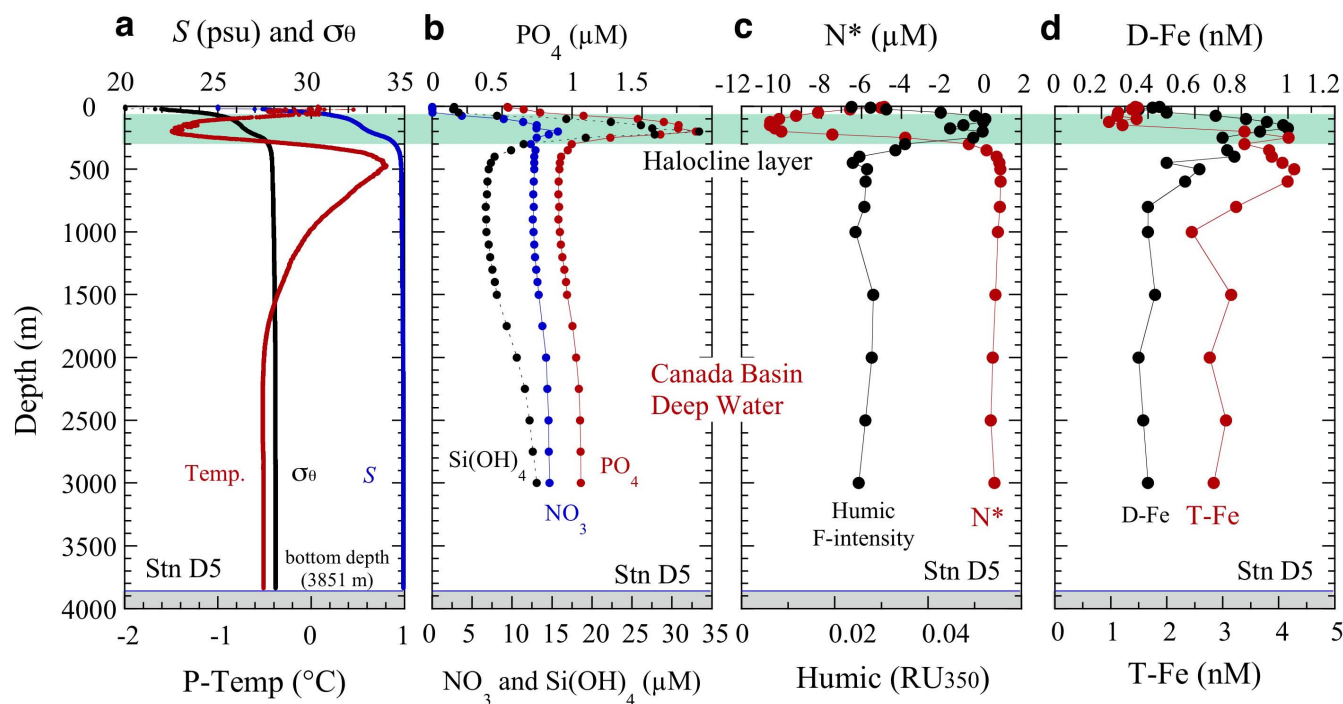 a
S (psu) and σθ
20 25 30 35
b
PO4 (µM)
0 0.5 1 1.5
c
N* (µM)
-12 -10 -8 -6 -4 -2 0 2
d
D-Fe (nM)
0 0.2 0.4 0.6 0.8 1 1.2
Depth (m)
0
500
1000
1500
2000
2500
3000
3500
4000
Halocline layer
Canada Basin
Deep Water
Temp.
σθ
S
Si(OH)4
NO3
PO4
Humic
F-intensity
N*
D-Fe
T-Fe
Stn D5
bottom depth
(3851 m)
Stn D5
Stn D5
Stn D5
-2 0 1
P-Temp (°C)
0 5 10 15 20 25 30 35
NO3 and Si(OH)4 (µM)
0 0.02 0.04
Humic (RU350)
0 1 2 3 4 5
T-Fe (nM)